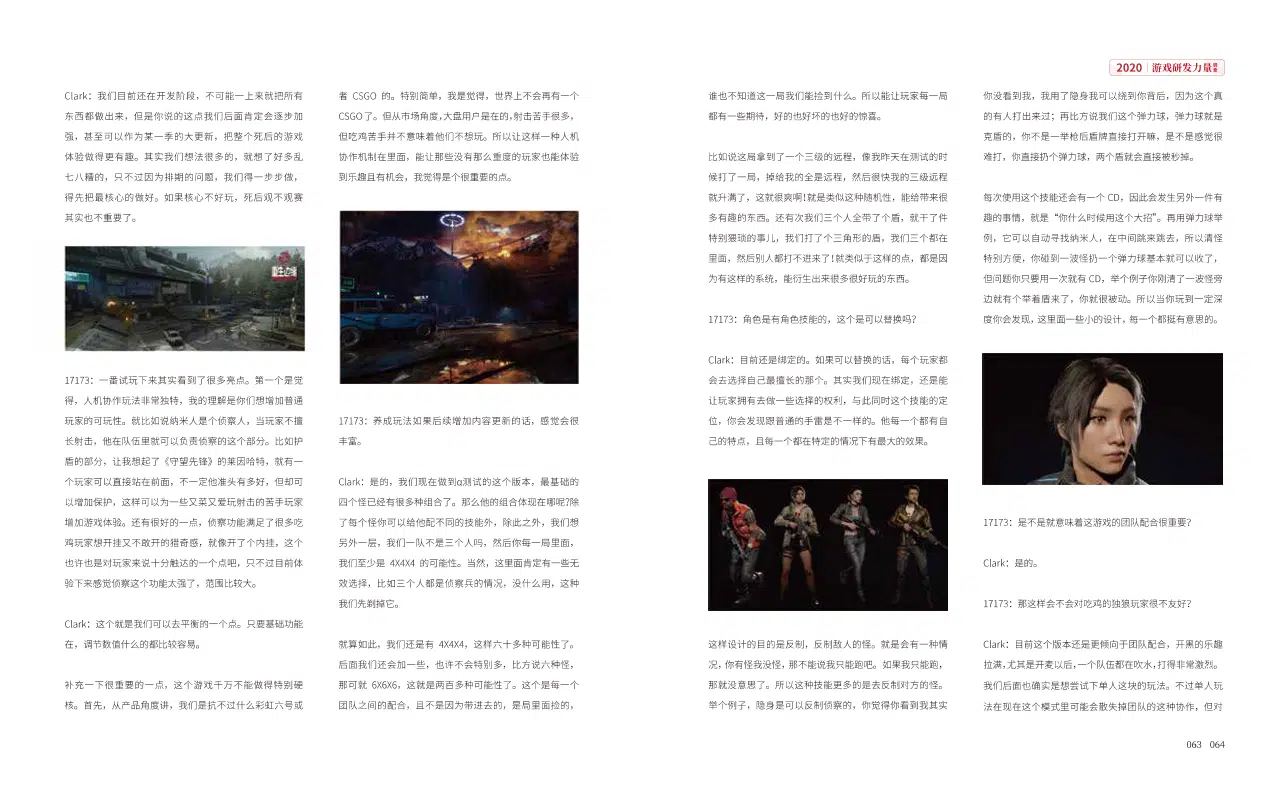 2020 游戏研发力量
Clark：我们目前还在开发阶段，不可能一上来就把所有
东西都做出来，但是你说的这点我们后面肯定会逐步加
强，甚至可以作为某一季的大更新，把整个死后的游戏
体验做得更有趣。其实我们想法很多的，就想了好多乱
七八糟的，只不过因为排期的问题，我们得一步步做，
得先把最核心的做好。如果核心不好玩，死后观不观赛
其实也不重要了。
重生边缘
17173：一番试玩下来其实看到了很多亮点。第一个是觉
得，人机协作玩法非常独特，我的理解是你们想增加普通
玩家的可玩性。就比如说纳米人是个侦察人，当玩家不擅
长射击，他在队伍里就可以负责侦察的这个部分。比如护
盾的部分，让我想起了《守望先锋》的莱因哈特，就有一
个玩家可以直接站在前面，不一定他准头有多好，但却可
以增加保护，这样可以为一些又菜又爱玩射击的苦手玩家
增加游戏体验。还有很好的一点，侦察功能满足了很多吃
鸡玩家想开挂又不敢开的猎奇感，就像开了个内挂，这个
也许也是对玩家来说十分触达的一个点吧，只不过目前体
验下来感觉侦察这个功能太强了，范围比较大。
Clark：这个就是我们可以去平衡的一个点。只要基础功能
在，调节数值什么的都比较容易。
补充一下很重要的一点，这个游戏千万不能做得特别硬
核。首先，从产品角度讲，我们是抗不过什么彩虹六号或
者 CSGO 的。特别简单，我是觉得，世界上不会再有一个
CSGO了。但从市场角度，大盘用户是在的，射击苦手很多，
但吃鸡苦手并不意味着他们不想玩。所以让这样一种人机
协作机制在里面，能让那些没有那么重度的玩家也能体验
到乐趣且有机会，我觉得是个很重要的点。
17173：养成玩法如果后续增加内容更新的话，感觉会很
丰富。
Clark：是的，我们现在做到α测试的这个版本，最基础的
四个怪已经有很多种组合了。那么他的组合体现在哪呢?除
了每个怪你可以给他配不同的技能外，除此之外，我们想
另外一层，我们一队不是三个人吗，然后你每一局里面，
我们至少是 4X4X4 的可能性。当然，这里面肯定有一些无
效选择，比如三个人都是侦察兵的情况，没什么用，这种
我们先剃掉它。
就算如此，我们还是有 4X4X4，这样六十多种可能性了。
后面我们还会加一些，也许不会特别多，比方说六种怪，
那可就 6X6X6，这就是两百多种可能性了。这个是每一个
团队之间的配合，且不是因为带进去的，是局里面捡的，
谁也不知道这一局我们能捡到什么。所以能让玩家每一局
都有一些期待，好的也好坏的也好的惊喜。
比如说这局拿到了一个三级的远程，像我昨天在测试的时
候打了一局，掉给我的全是远程，然后很快我的三级远程
就升满了，这就很爽啊！就是类似这种随机性，能给带来很
多有趣的东西。还有次我们三个人全带了个盾，就干了件
特别猥琐的事儿，我们打了个三角形的盾，我们三个都在
里面，然后别人都打不进来了！就类似于这样的点，都是因
为有这样的系统，能衍生出来很多很好玩的东西。
17173：角色是有角色技能的，这个是可以替换吗？
Clark：目前还是绑定的。如果可以替换的话，每个玩家都
会去选择自己最擅长的那个。其实我们现在绑定，还是能
让玩家拥有去做一些选择的权利，与此同时这个技能的定
位，你会发现跟普通的手雷是不一样的。他每一个都有自
己的特点，且每一个都在特定的情况下有最大的效果。
这样设计的目的是反制，反制敌人的怪。就是会有一种情
况，你有怪我没怪，那不能说我只能跑吧。如果我只能跑，
那就没意思了。所以这种技能更多的是去反制对方的怪。
举个例子，隐身是可以反制侦察的，你觉得你看到我其实
你没看到我，我用了隐身我可以绕到你背后，因为这个真
的有人打出来过；再比方说我们这个弹力球，弹力球就是
克盾的，你不是一举枪后盾牌直接打开嘛，是不是感觉很
难打，你直接扔个弹力球，两个盾就会直接被秒掉。
每次使用这个技能还会有一个 CD，因此会发生另外一件有
趣的事情，就是“你什么时候用这个大招”。再用弹力球举
例，它可以自动寻找纳米人，在中间跳来跳去，所以清怪
特别方便，你碰到一波怪扔一个弹力球基本就可以收了，
但问题你只要用一次就有 CD，举个例子你刚清了一波怪旁
边就有个举着盾来了，你就很被动。所以当你玩到一定深
度你会发现，这里面一些小的设计，每一个都挺有意思的。
17173：是不是就意味着这游戏的团队配合很重要？
Clark：是的。
17173：那这样会不会对吃鸡的独狼玩家很不友好？
Clark：目前这个版本还是更倾向于团队配合，开黑的乐趣
拉满，尤其是开麦以后，一个队伍都在吹水，打得非常激烈。
我们后面也确实是想尝试下单人这块的玩法。不过单人玩
法在现在这个模式里可能会散失掉团队的这种协作，但对
063 064